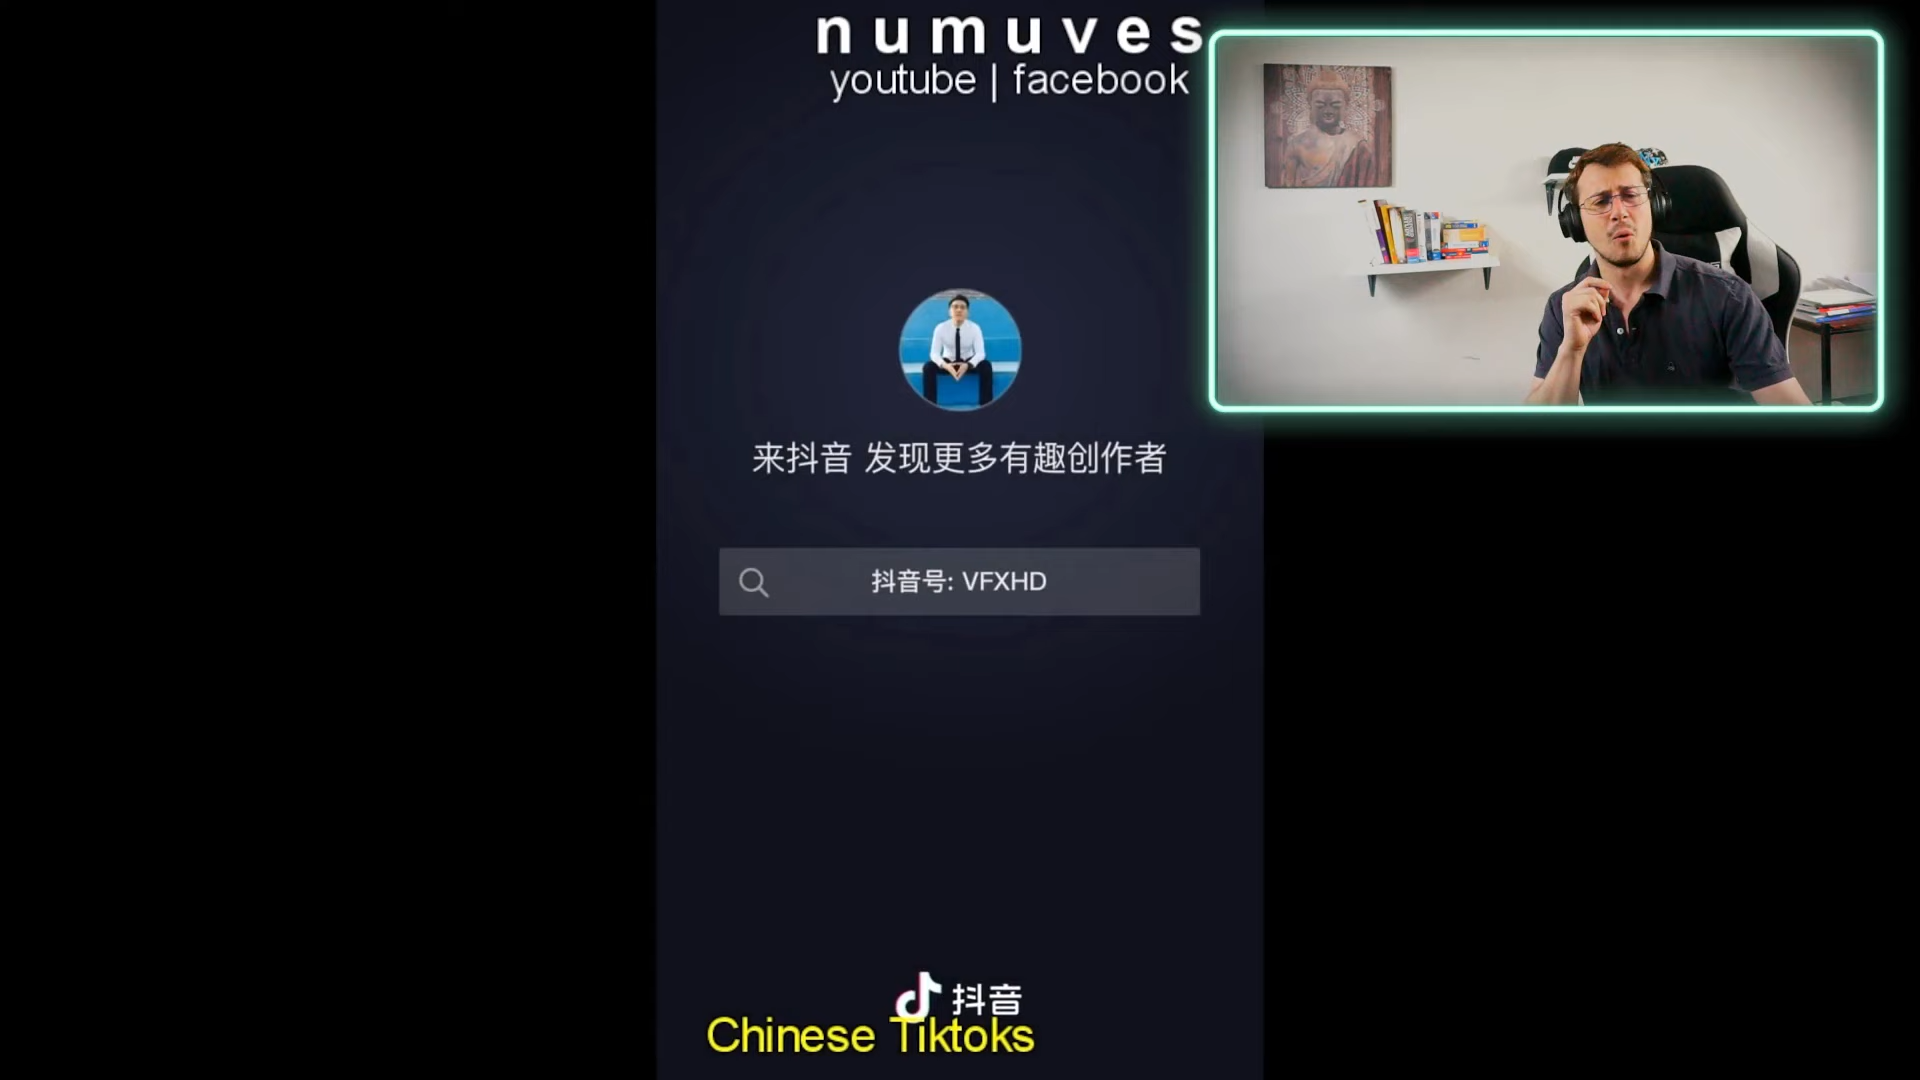 numuves
youtube | facebook
来抖音 发现更多有趣创作者
抖音号: VFXHD
抖音
Chinese Tiktoks